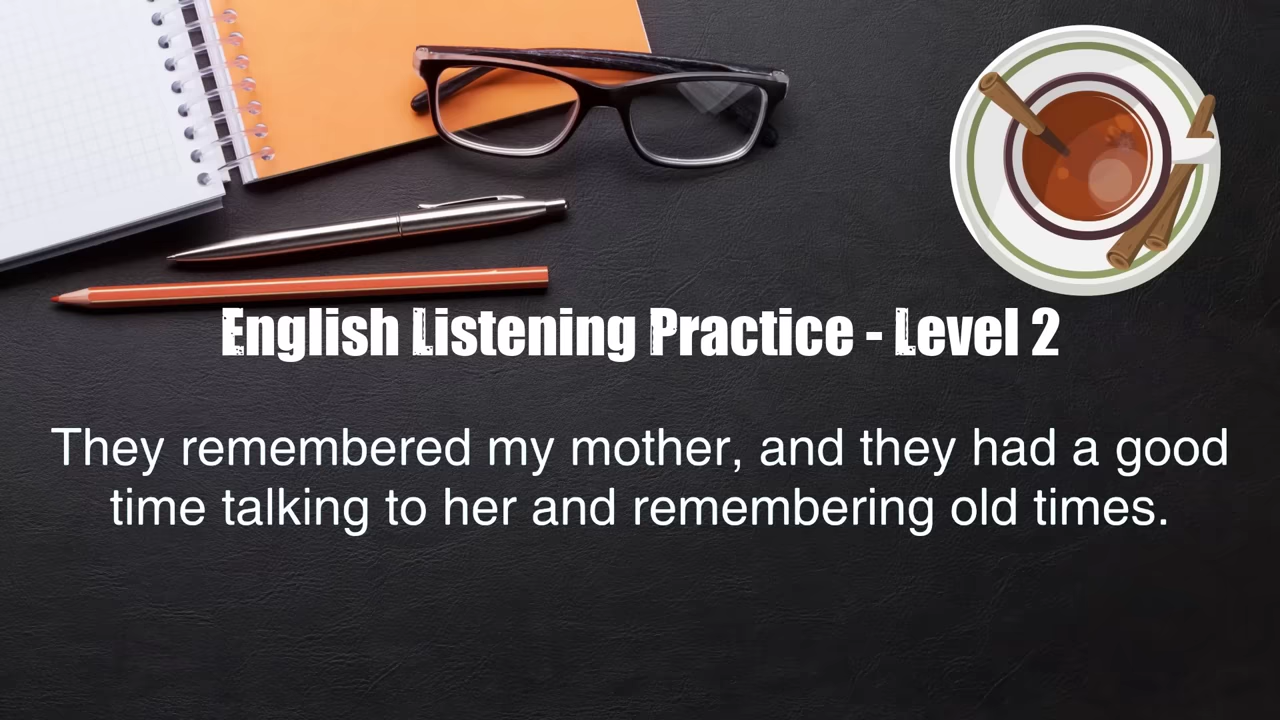 English Listening Practice - Level 2
They remembered my mother, and they had a good
time talking to her and remembering old times.